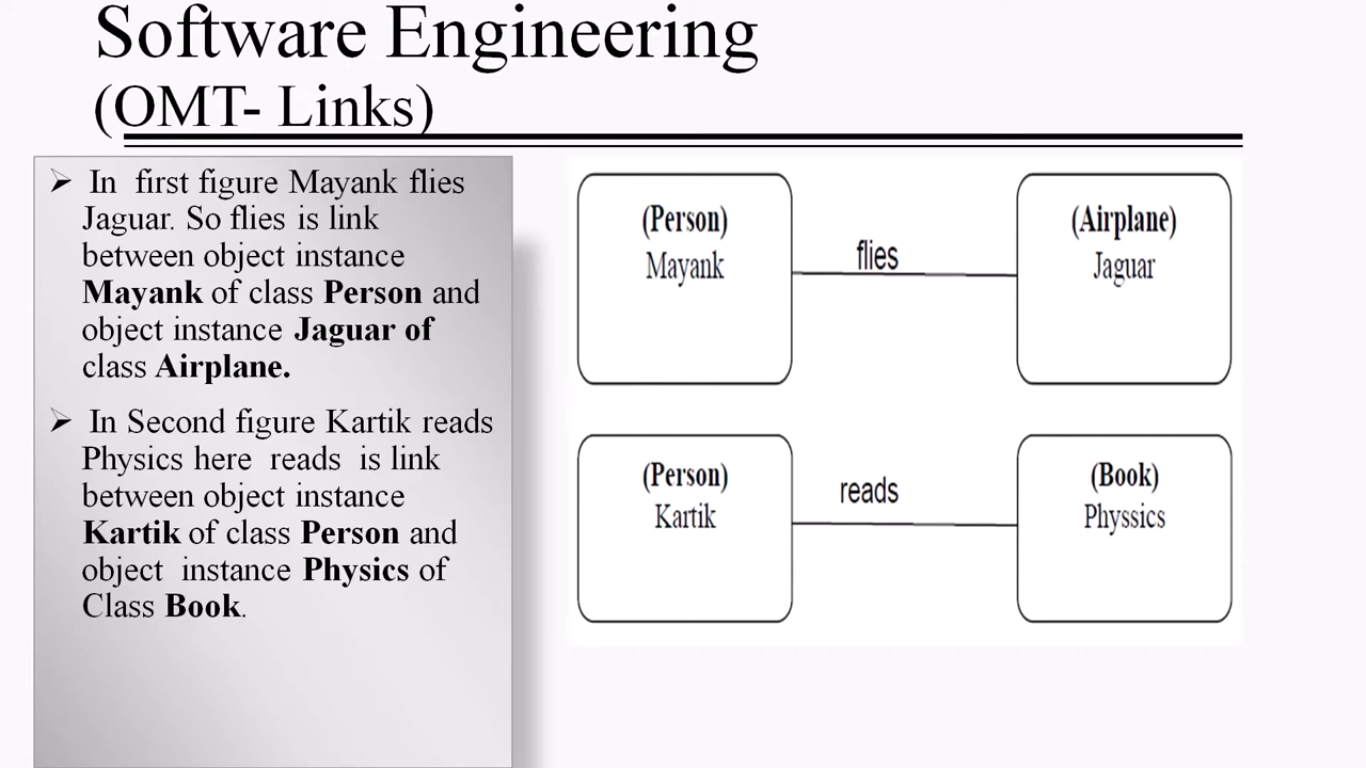 Software Engineering
(OMT- Links)
➢ In first figure Mayank flies
Jaguar. So flies is link
between object instance
Mayank of class Person and
object instance Jaguar of
class Airplane.
➢ In Second figure Kartik reads
Physics here reads is link
between object instance
Kartik of class Person and
object instance Physics of
Class Book.
(Person)
Mayank
flies
(Airplane)
Jaguar
(Person)
Kartik
reads
(Book)
Physsics